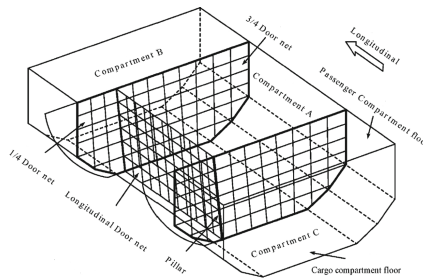 3/4 Door net
Longitudinal
Compartment B
Compartment A
Passenger Compartment floo
1/4 Door net
Longitudinal Door net
Pillar
Compartment C
Cargo compartment floor